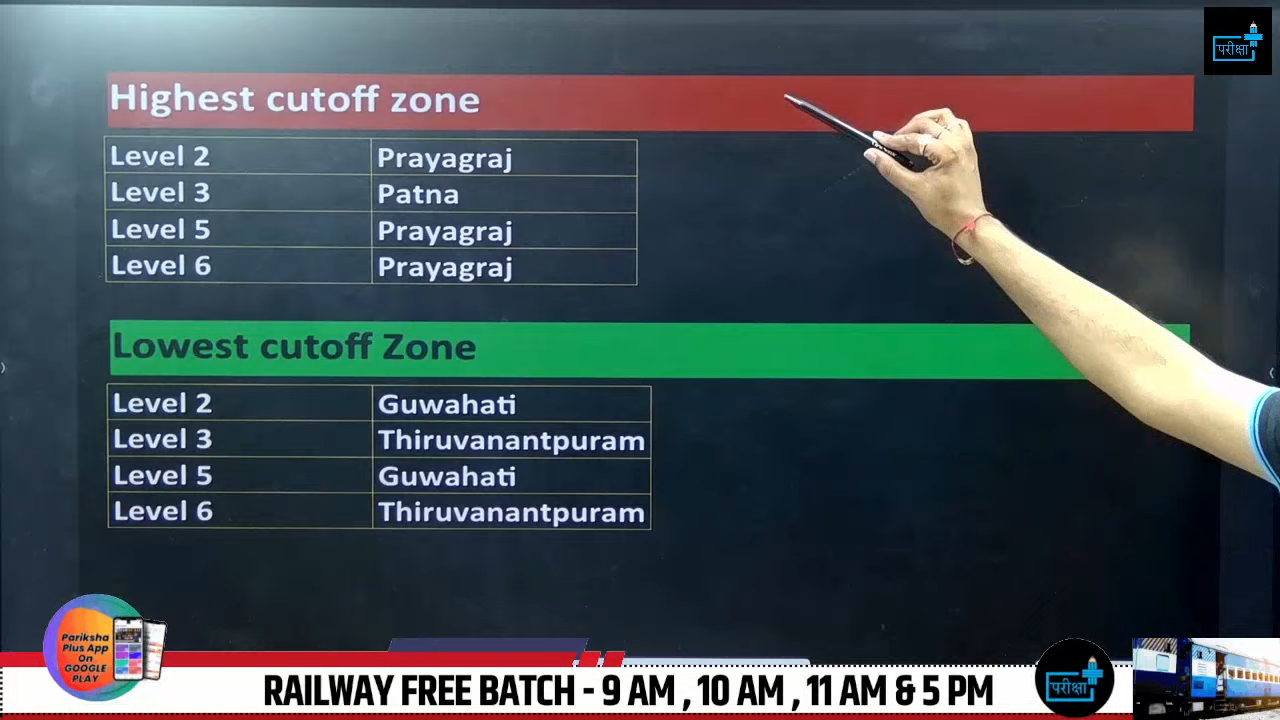 परीक्षा
Highest cutoff zone
Level 2 Prayagraj
Level 3 Patna
Level 5 Prayagraj
Level 6 Prayagraj
Lowest cutoff Zone
Level 2 Guwahati
Level 3 Thiruvanantpuram
Level 5 Guwahati
Level 6 Thiruvanantpuram
Pariksha
Plus App
On
GOOGLE
PLAY
RAILWAY FREE BATCH - 9 AM , 10 AM , 11 AM & 5 PM
परीक्षा